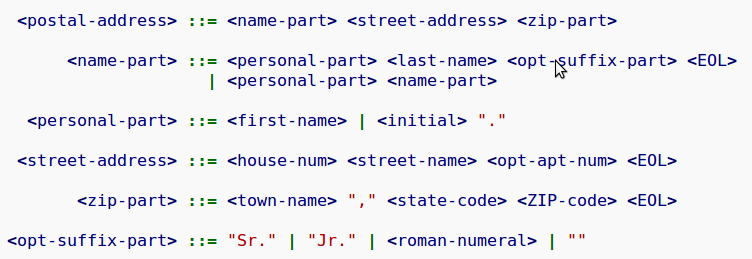 <postal-address> ::= <name-part> <street-address> <zip-part>
<name-part> ::= <personal-part> <last-name> <opt-suffix-part> <EOL>
| <personal-part> <name-part>
<personal-part> ::= <first-name> | <initial> "."
<street-address> ::= <house-num> <street-name> <opt-apt-num> <EOL>
<zip-part> ::= <town-name> "," <state-code> <ZIP-code> <EOL>
<opt-suffix-part> ::= "Sr." | "Jr." | <roman-numeral> | ""